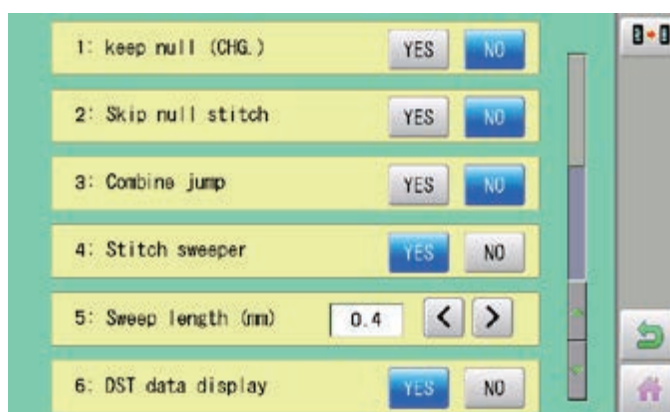 1: keep null (CHG.) YES NO
2: Skip null stitch YES NO
3: Combine jump YES NO
4: Stitch sweeper YES NO
5: Sweep length (mm) 0.4 < >
6: DST data display YES NO